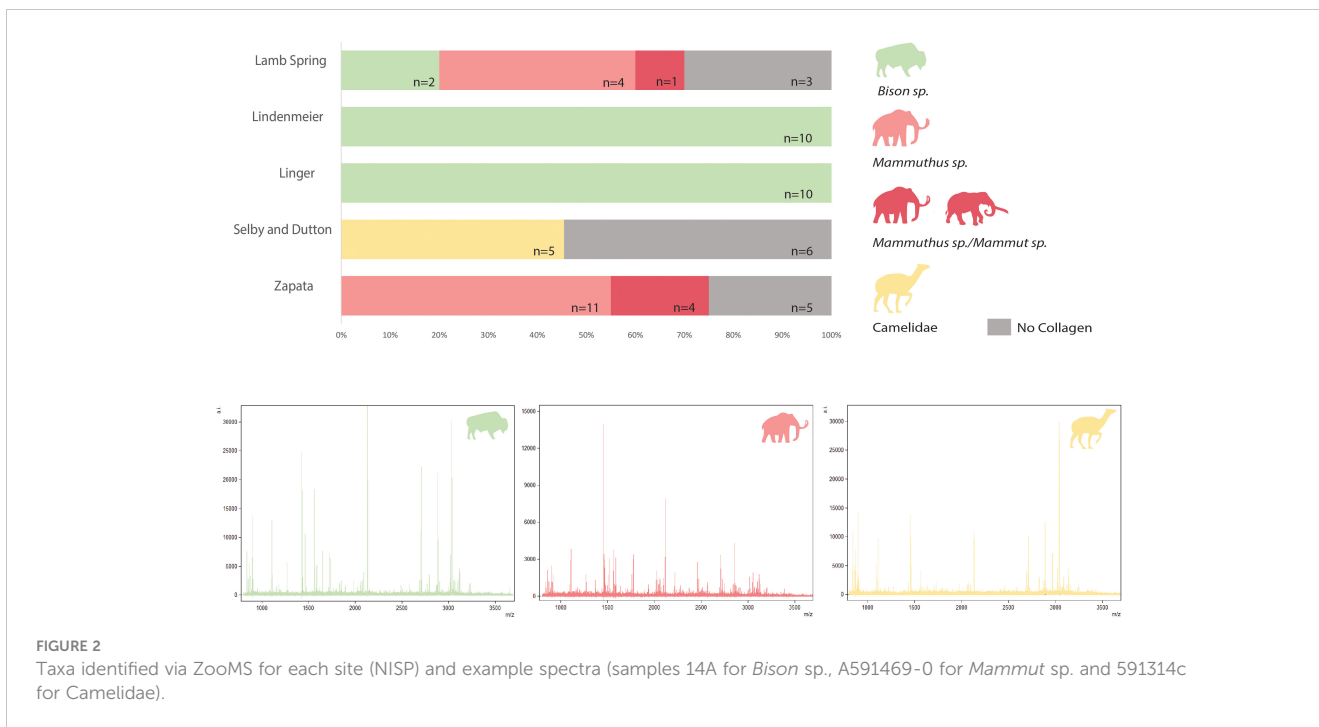 Lamb Spring
n=2
n=4
n=1
n=3
Bison sp.
Lindenmeier
n=10
Mammuthus sp.
Linger
n=10
Mammuthus sp./Mammut sp.
Selby and Dutton
n=5
n=6
Zapata
n=11
n=4
n=5
Camelidae
No Collagen
0% 10% 20% 30% 40% 50% 60% 70% 80% 90% 100%
a.i.
30000
25000
20000
15000
10000
5000
0
1000 1500 2000 2500 3000 3500
m/z
a.i.
15000
12000
9000
6000
3000
0
1000 1500 2000 2500 3000 3500
m/z
a.i.
30000
25000
20000
15000
10000
5000
0
1000 1500 2000 2500 3000 3500
m/z
FIGURE 2
Taxa identified via ZooMS for each site (NISP) and example spectra (samples 14A for Bison sp., A591469-0 for Mammut sp. and 591314c
for Camelidae).